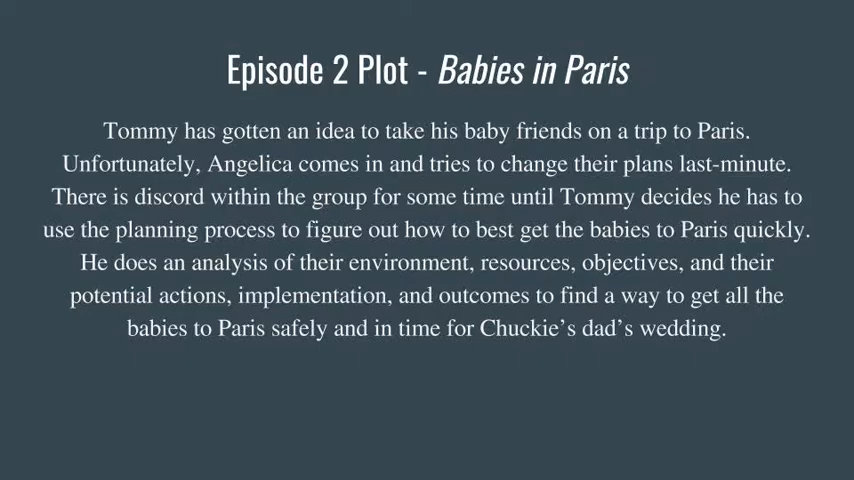 Episode 2 Plot - Babies in Paris
Tommy has gotten an idea to take his baby friends on a trip to Paris.
Unfortunately, Angelica comes in and tries to change their plans last-minute.
There is discord within the group for some time until Tommy decides he has to
use the planning process to figure out how to best get the babies to Paris quickly.
He does an analysis of their environment, resources, objectives, and their
potential actions, implementation, and outcomes to find a way to get all the
babies to Paris safely and in time for Chuckie’s dad’s wedding.